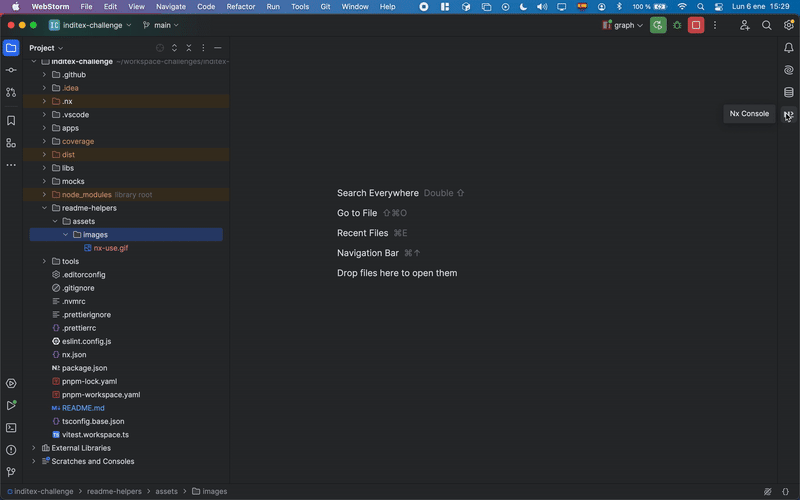 WebStorm File Edit View Navigate Code Refactor Run Tools Git Window Help 100 % Lun 6 ene 15:29
IC inditex-challenge main graph
Project
inditex-challenge ~/workspace-challenges/inditex-
.github
.idea
.nx
.vscode
apps
coverage
dist
libs
mocks
node_modules library root
readme-helpers
assets
images
nx-use.gif
tools
.editorconfig
.gitignore
.nvmrc
.prettierignore
.prettierrc
eslint.config.js
nx.json
package.json
pnpm-lock.yaml
pnpm-workspace.yaml
README.md
tsconfig.base.json
vitest.workspace.ts
External Libraries
Scratches and Consoles
Nx Console
Search Everywhere Double ⇧
Go to File ⇧⌘O
Recent Files ⌘E
Navigation Bar ⌘↑
Drop files here to open them
inditex-challenge > readme-helpers > assets > images